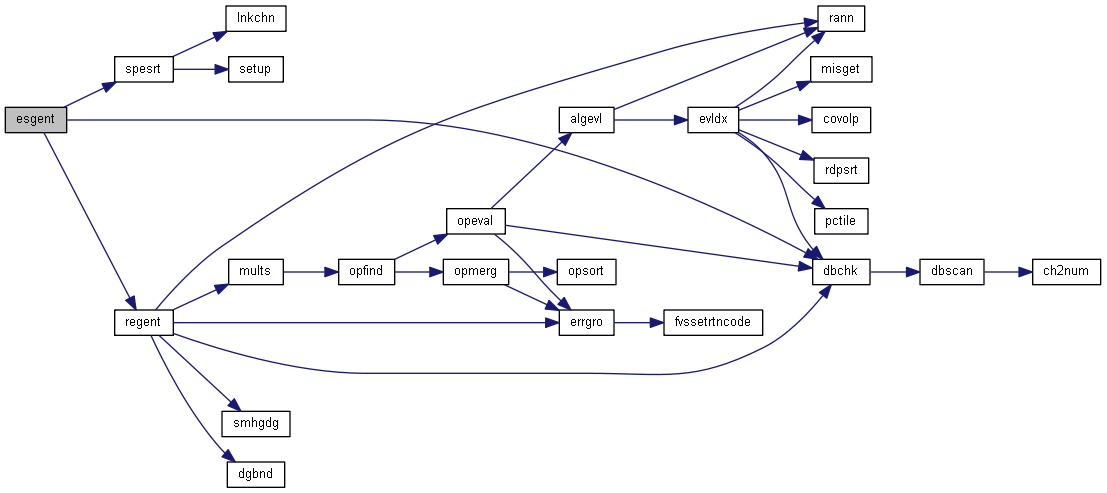 lnkchn
rann
spesrt
setup
misget
esgent
algevl
evldx
covolp
rdpsrt
opeval
pctile
mults
opfind
opmerg
opsort
dbchk
dbscan
ch2num
regent
errgro
fvssetrtncode
smhgdg
dgbnd